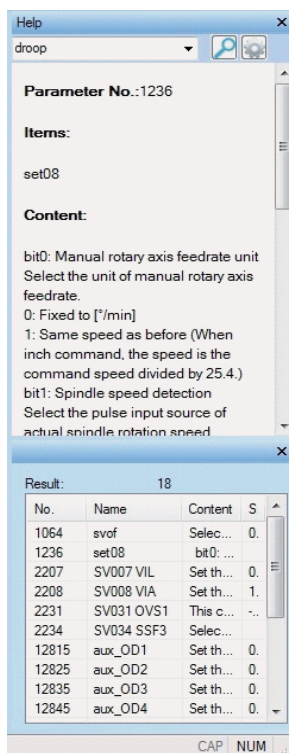 Help
droop
Parameter No.:1236
Items:
set08
Content:
bit0: Manual rotary axis feedrate unit
Select the unit of manual rotary axis
feedrate.
0: Fixed to [°/min]
1: Same speed as before (When
inch command, the speed is the
command speed divided by 25.4.)
bit1: Spindle speed detection
Select the pulse input source of
actual spindle rotation speed
Result: 18
No. Name Content S
1064 svof Selec... 0.
1236 set08 bit0: ...
2207 SV007 VIL Set th... 0.
2208 SV008 VIA Set th... 1.
2231 SV031 OVS1 This c... -..
2234 SV034 SSF3 Selec...
12815 aux_OD1 Set th... 0.
12825 aux_OD2 Set th... 0.
12835 aux_OD3 Set th... 0.
12845 aux_OD4 Set th... 0.
CAP NUM